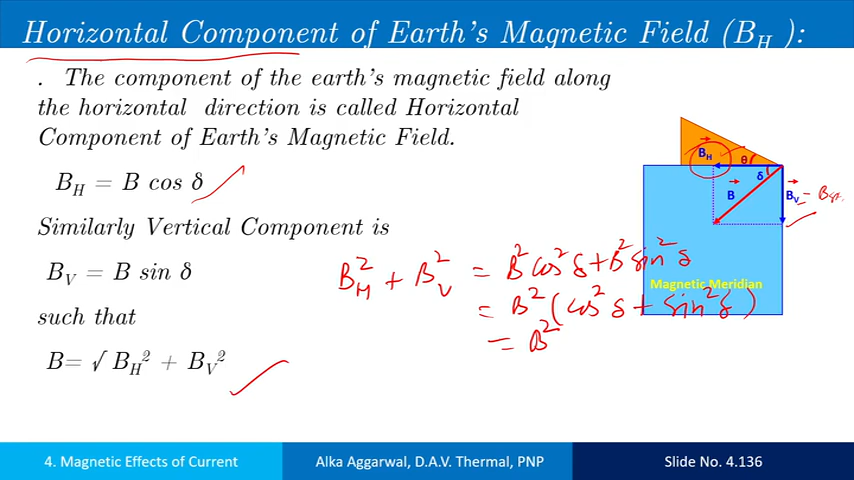 Horizontal Component of Earth's Magnetic Field (B_H ):
. The component of the earth's magnetic field along
the horizontal direction is called Horizontal
Component of Earth's Magnetic Field.
B_H = B cos δ
Similarly Vertical Component is
B_V = B sin δ
such that
B= √ B_H² + B_V²
B_H
θ
δ
B
B_V
B_H² + B_V² = B² cos² δ + B² sin² δ
Magnetic Meridian
= B² (cos² δ + sin² δ)
= B²
4. Magnetic Effects of Current
Alka Aggarwal, D.A.V. Thermal, PNP
Slide No. 4.136